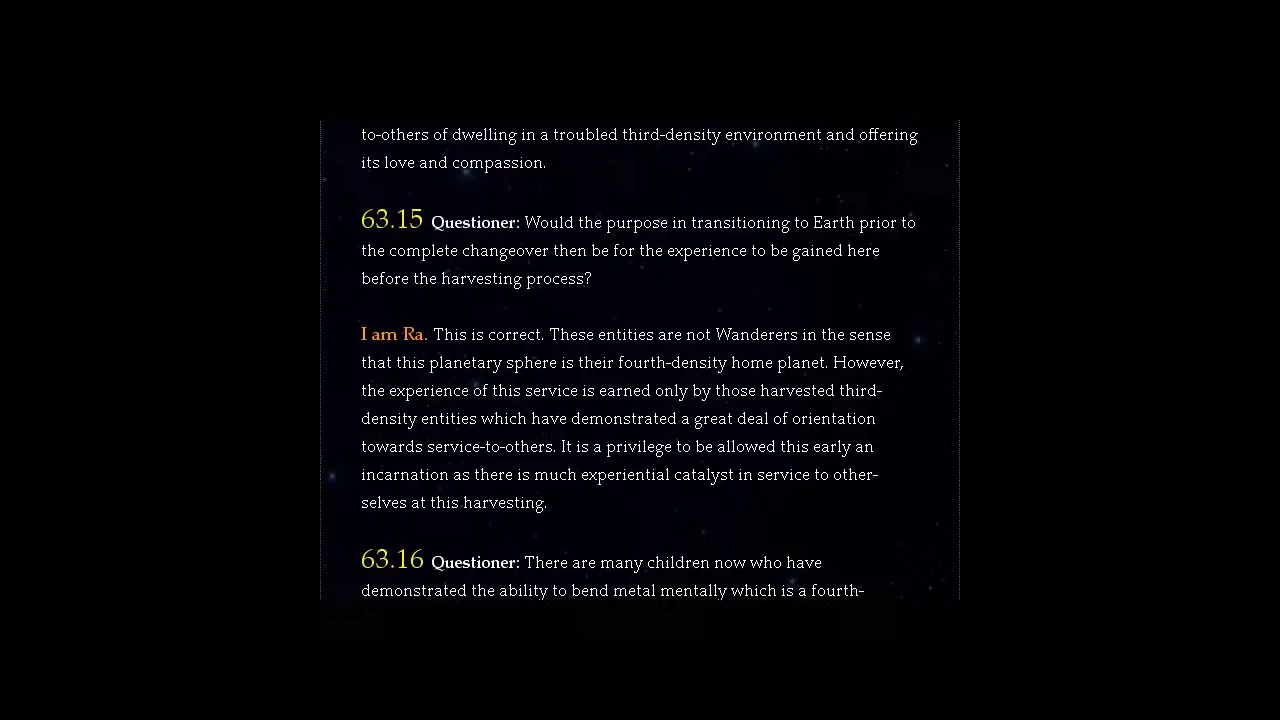 to-others of dwelling in a troubled third-density environment and offering
its love and compassion.
63.15 Questioner: Would the purpose in transitioning to Earth prior to
the complete changeover then be for the experience to be gained here
before the harvesting process?
I am Ra. This is correct. These entities are not Wanderers in the sense
that this planetary sphere is their fourth-density home planet. However,
the experience of this service is earned only by those harvested third-
density entities which have demonstrated a great deal of orientation
towards service-to-others. It is a privilege to be allowed this early an
incarnation as there is much experiential catalyst in service to other-
selves at this harvesting.
63.16 Questioner: There are many children now who have
demonstrated the ability to bend metal mentally which is a fourth-